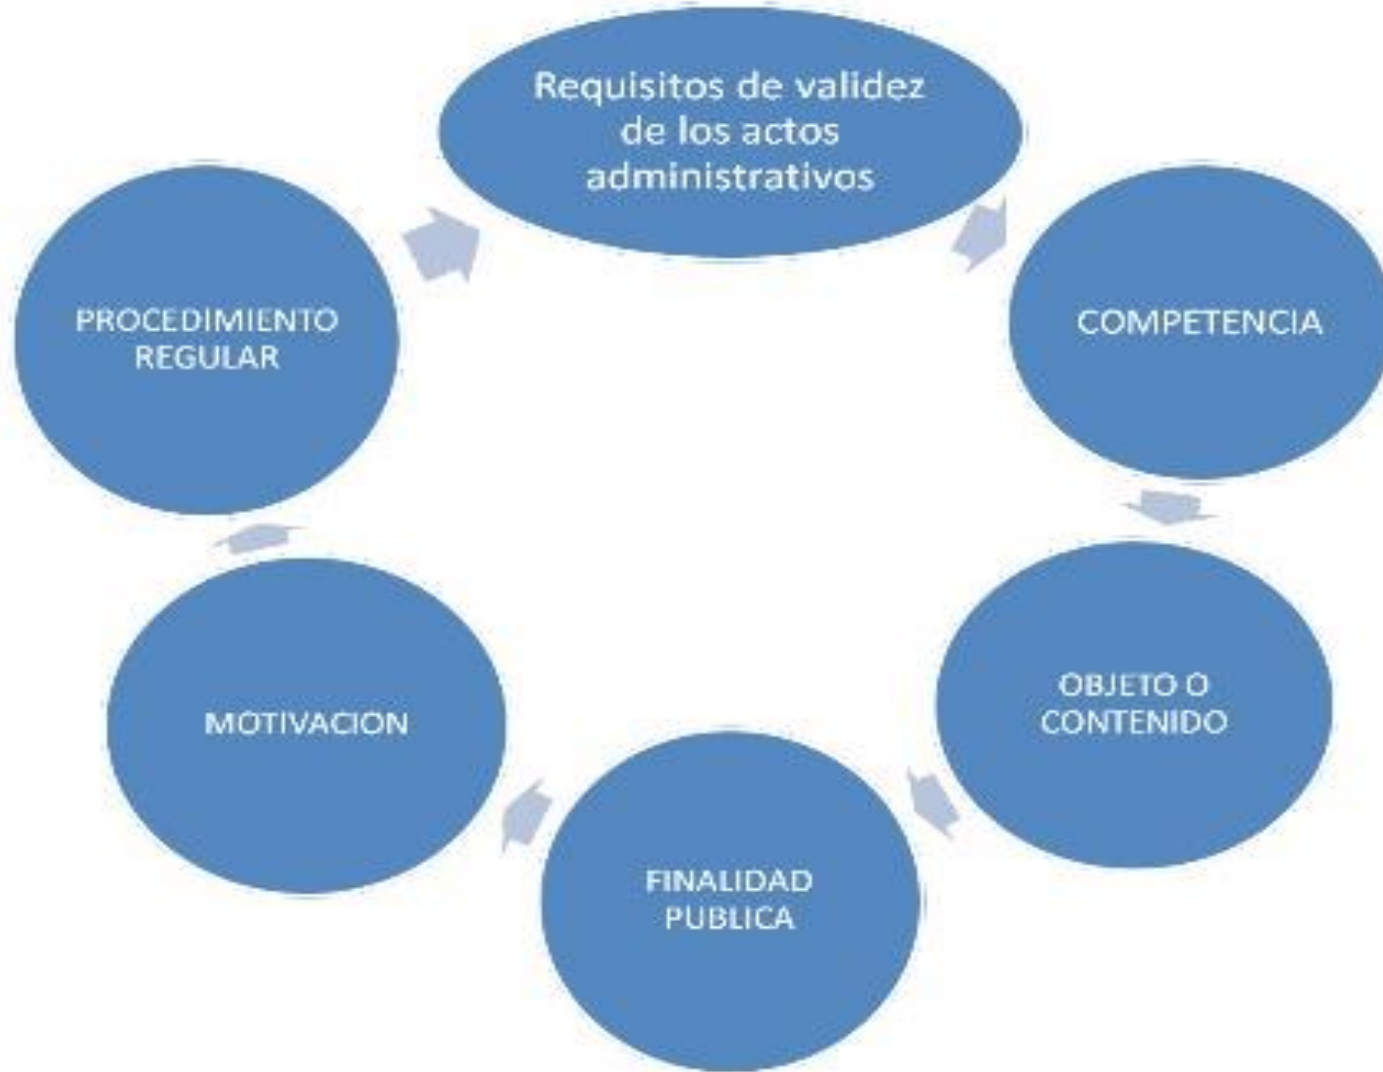 Requisitos de validez
de los actos
administrativos
COMPETENCIA
OBJETO O
CONTENIDO
FINALIDAD
PUBLICA
MOTIVACION
PROCEDIMIENTO
REGULAR